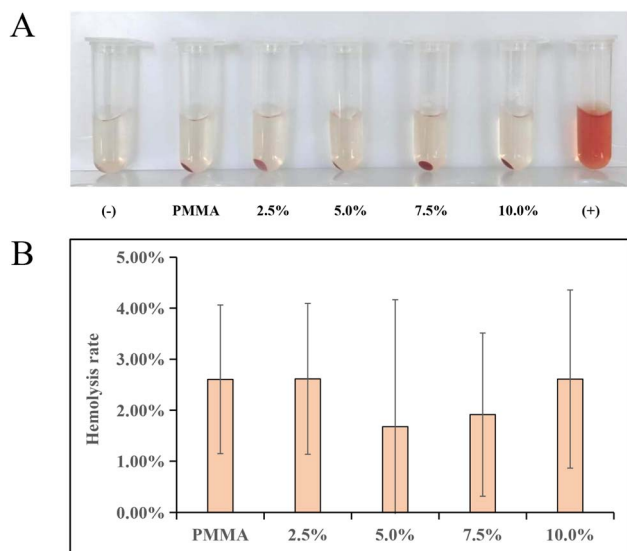 A
(-) PMMA 2.5% 5.0% 7.5% 10.0% (+)
B
5.00%
4.00%
3.00%
2.00%
1.00%
0.00%
Hemolysis rate
PMMA 2.5% 5.0% 7.5% 10.0%